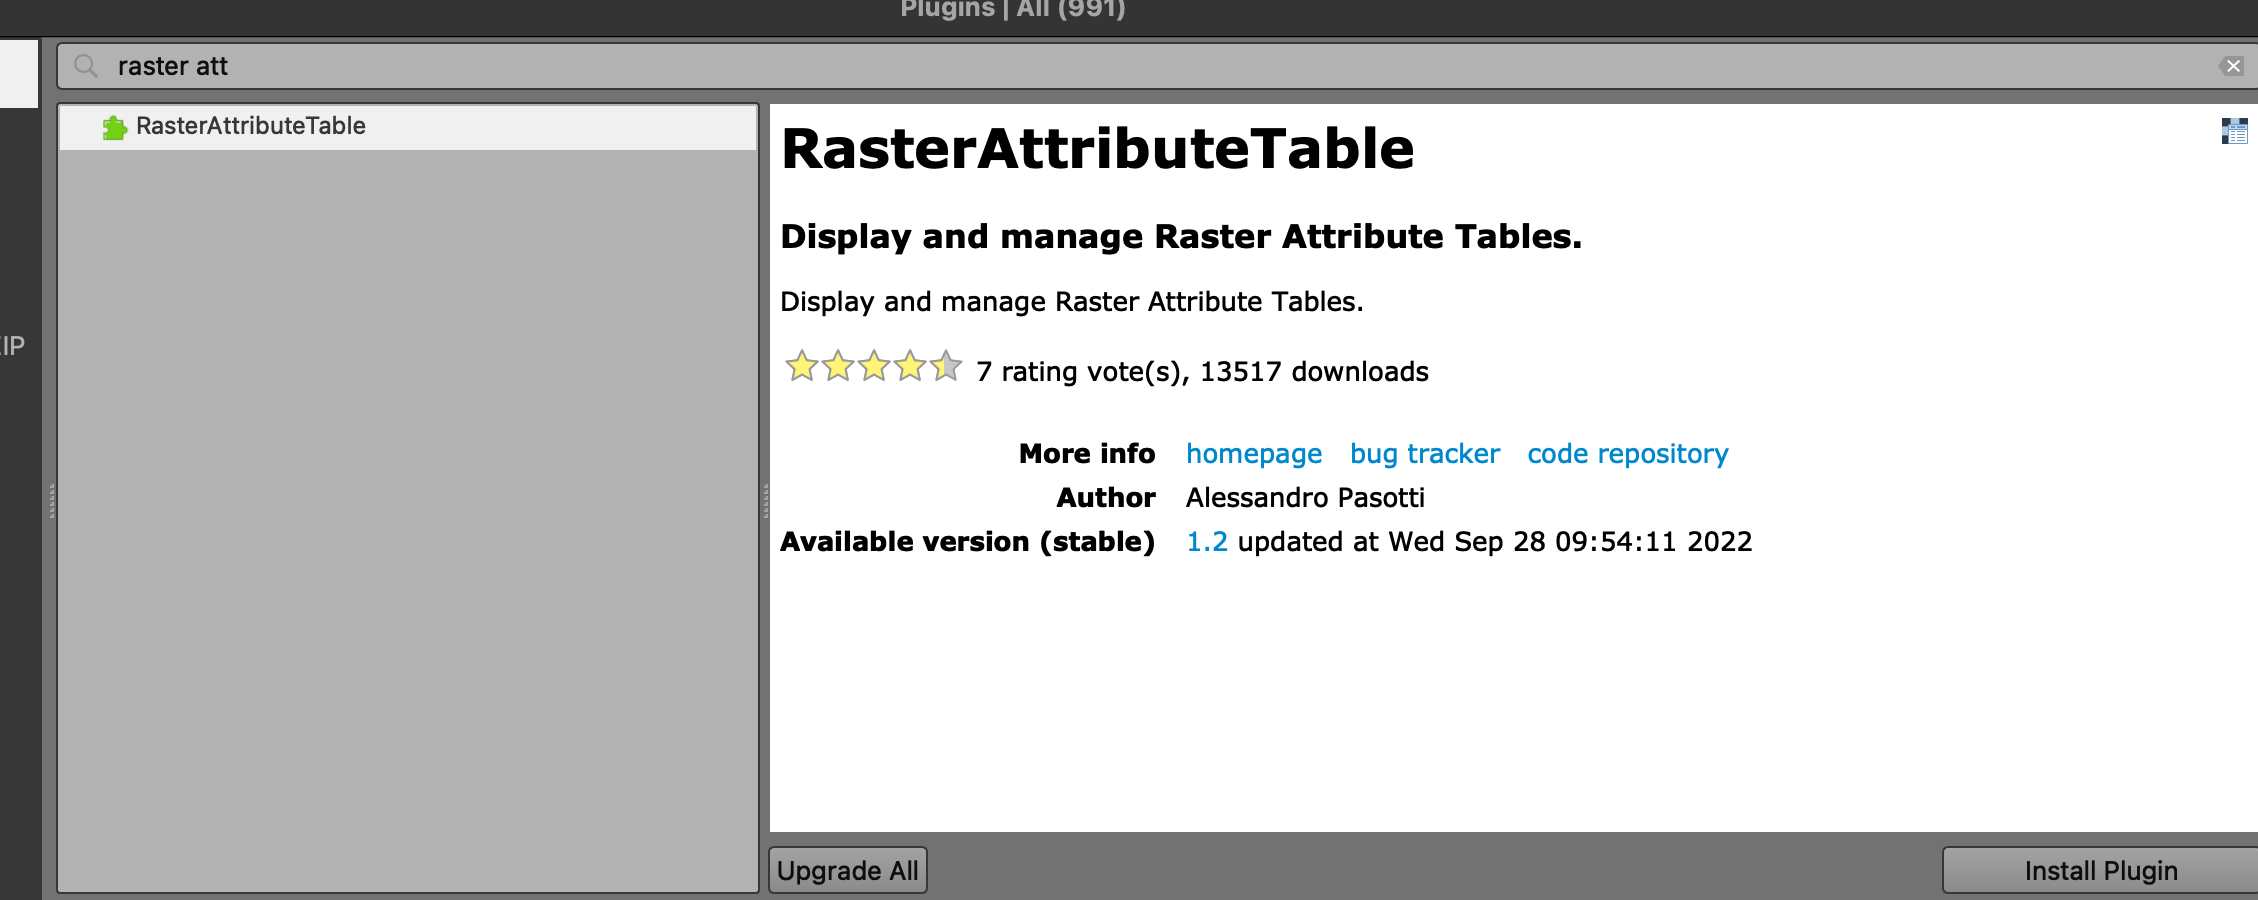 Plugins | All (991)
raster att
RasterAttributeTable
RasterAttributeTable
Display and manage Raster Attribute Tables.
Display and manage Raster Attribute Tables.
7 rating vote(s), 13517 downloads
More info homepage bug tracker code repository
Author Alessandro Pasotti
Available version (stable) 1.2 updated at Wed Sep 28 09:54:11 2022
IP
Upgrade All
Install Plugin